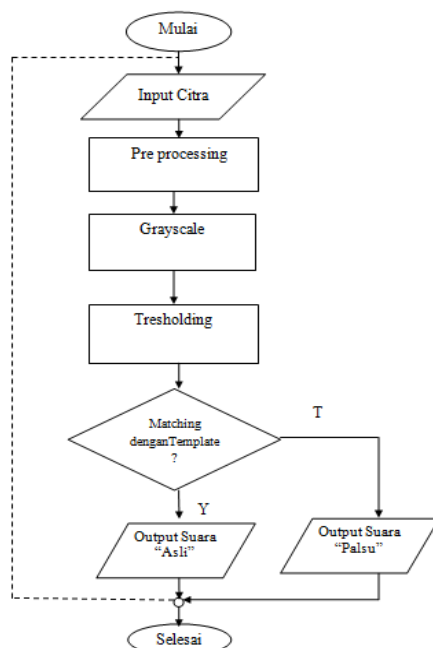 Mulai
Input Citra
Pre processing
Grayscale
Tresholding
Matching
denganTemplate
?
T
Y
Output Suara
“Asli”
Output Suara
“Palsu”
Selesai